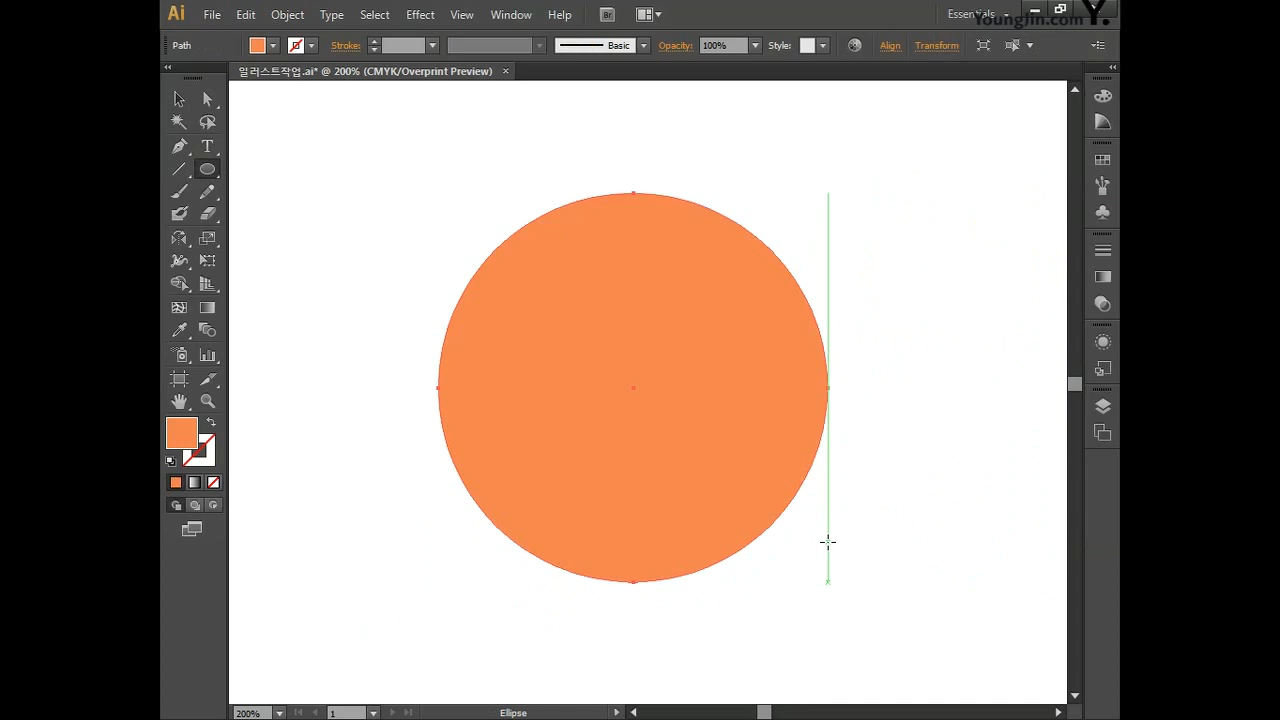 Ai File Edit Object Type Select Effect View Window Help Br Essentials
YoungJin.com Y.
Path Stroke: Basic Opacity: 100% Style: Align Transform
일러스트작업.ai* @ 200% (CMYK/Overprint Preview) ×
T
200% 1 Ellipse